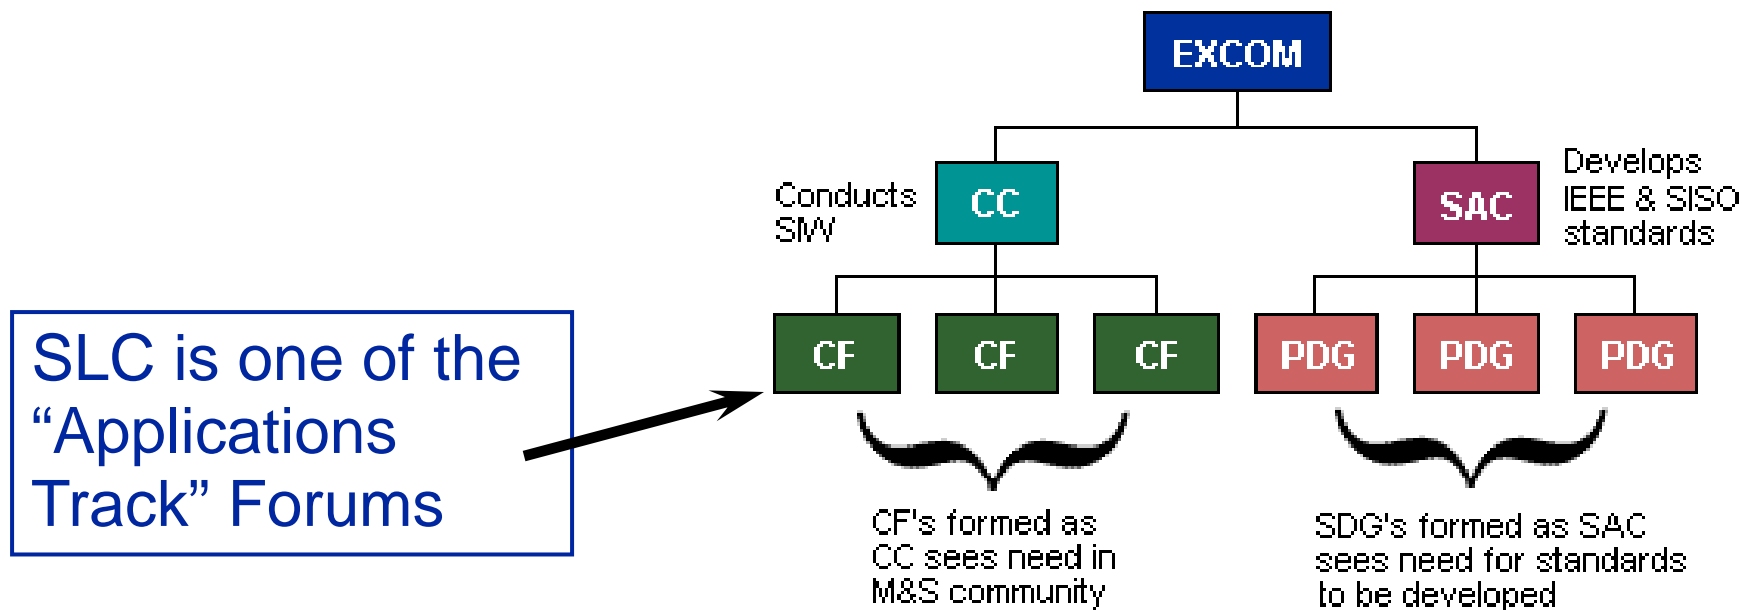 EXCOM
Conducts
SIW
CC
SAC
Develops
IEEE & SISO
standards
SLC is one of the
“Applications
Track” Forums
CF
CF
CF
PDG
PDG
PDG
CF's formed as
CC sees need in
M&S community
SDG's formed as SAC
sees need for standards
to be developed